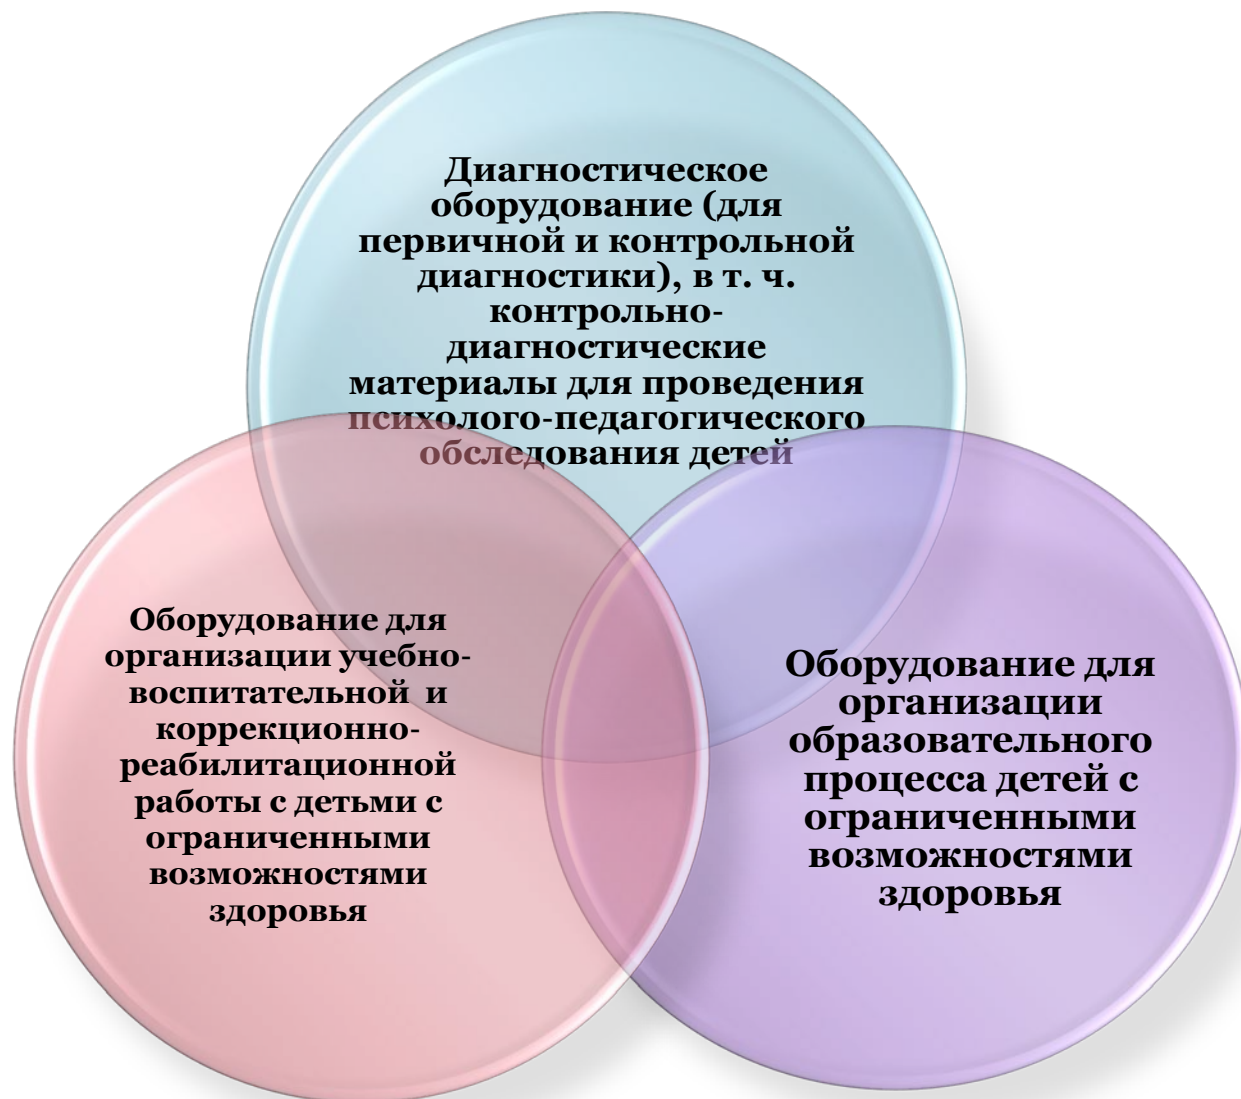 Диагностическое
оборудование (для
первичной и контрольной
диагностики), в т. ч.
контрольно-
диагностические
материалы для проведения
психолого-педагогического
обследования детей
Оборудование для
организации учебно-
воспитательной и
коррекционно-
реабилитационной
работы с детьми с
ограниченными
возможностями
здоровья
Оборудование для
организации
образовательного
процесса детей с
ограниченными
возможностями
здоровья